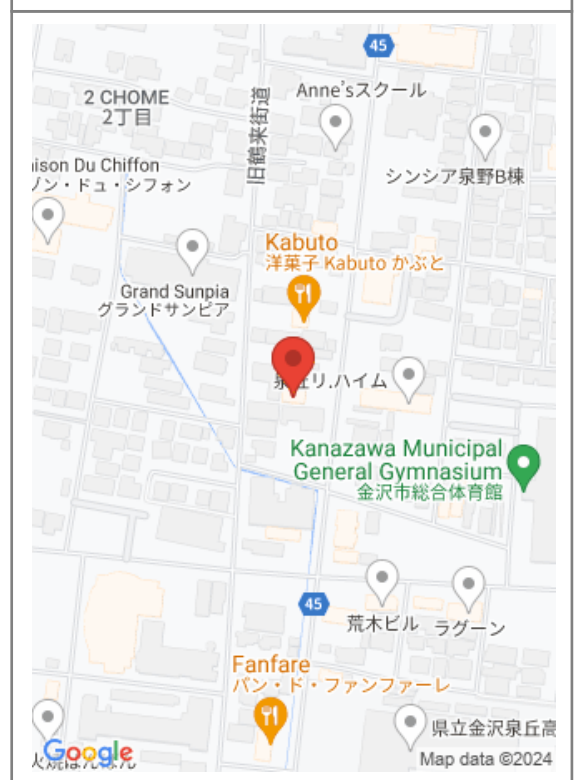 45
2 CHOME
2丁目
Anne'sスクール
旧鶴来街道
シンシア泉野B棟
ison Du Chiffon
ゾン・ドュ・シフォン
Kabuto
洋菓子 Kabuto かぶと
Grand Sunpia
グランドサンピア
リ.ハイム
Kanazawa Municipal
General Gymnasium
金沢市総合体育館
45
荒木ビル
ラグーン
Fanfare
パン・ド・ファンファーレ
県立金沢泉丘高
Google
Map data ©2024